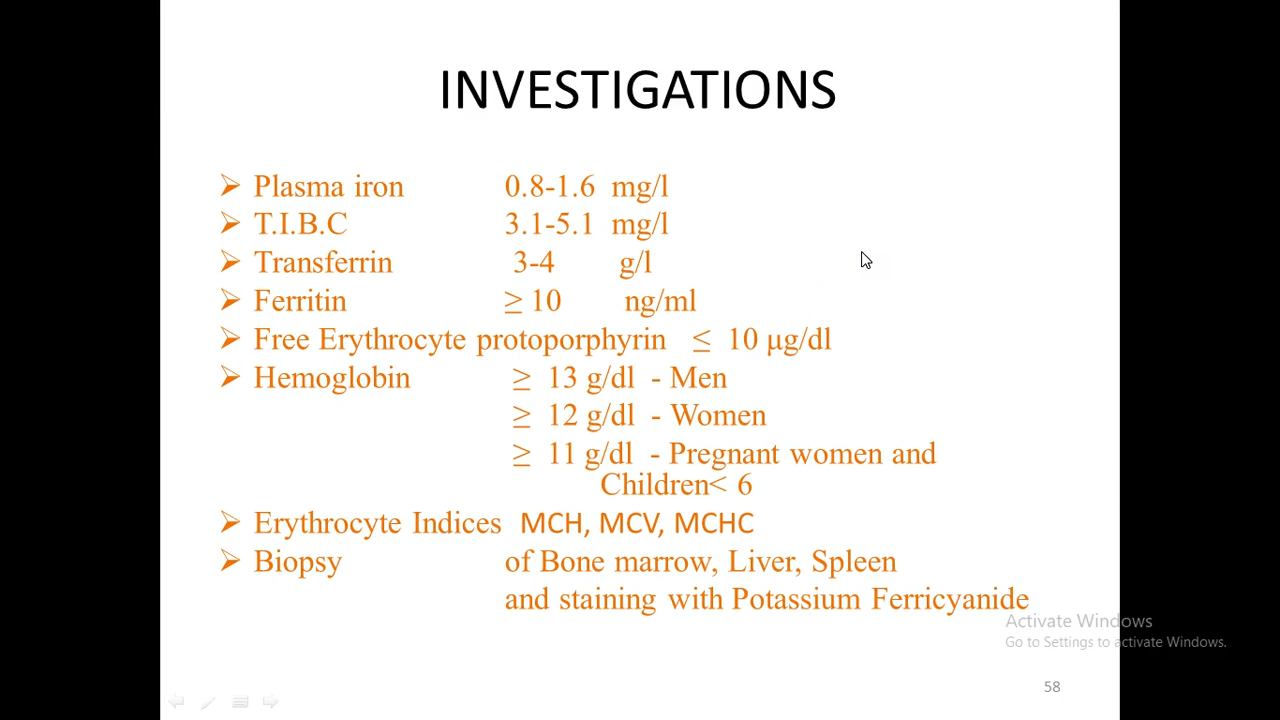 INVESTIGATIONS
➢ Plasma iron 0.8-1.6 mg/l
➢ T.I.B.C 3.1-5.1 mg/l
➢ Transferrin 3-4 g/l
➢ Ferritin ≥ 10 ng/ml
➢ Free Erythrocyte protoporphyrin ≤ 10 μg/dl
➢ Hemoglobin ≥ 13 g/dl - Men
≥ 12 g/dl - Women
≥ 11 g/dl - Pregnant women and
Children< 6
➢ Erythrocyte Indices MCH, MCV, MCHC
➢ Biopsy of Bone marrow, Liver, Spleen
and staining with Potassium Ferricyanide
Activate Windows
Go to Settings to activate Windows.
58